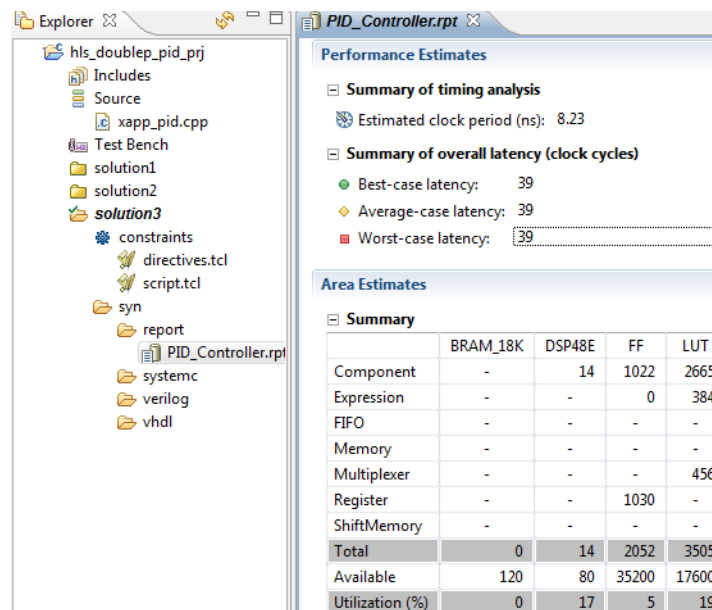 Explorer
hls_doublep_pid_prj
Includes
Source
xapp_pid.cpp
Test Bench
solution1
solution2
solution3
constraints
directives.tcl
script.tcl
syn
report
PID_Controller.rpt
systemc
verilog
vhdl
PID_Controller.rpt
Performance Estimates
Summary of timing analysis
Estimated clock period (ns): 8.23
Summary of overall latency (clock cycles)
Best-case latency: 39
Average-case latency: 39
Worst-case latency: 39
Area Estimates
Summary
BRAM_18K DSP48E FF LUT
Component - 14 1022 2665
Expression - - 0 384
FIFO - - - -
Memory - - - -
Multiplexer - - - 456
Register - - 1030 -
ShiftMemory - - - -
Total 0 14 2052 3505
Available 120 80 35200 17600
Utilization (%) 0 17 5 19